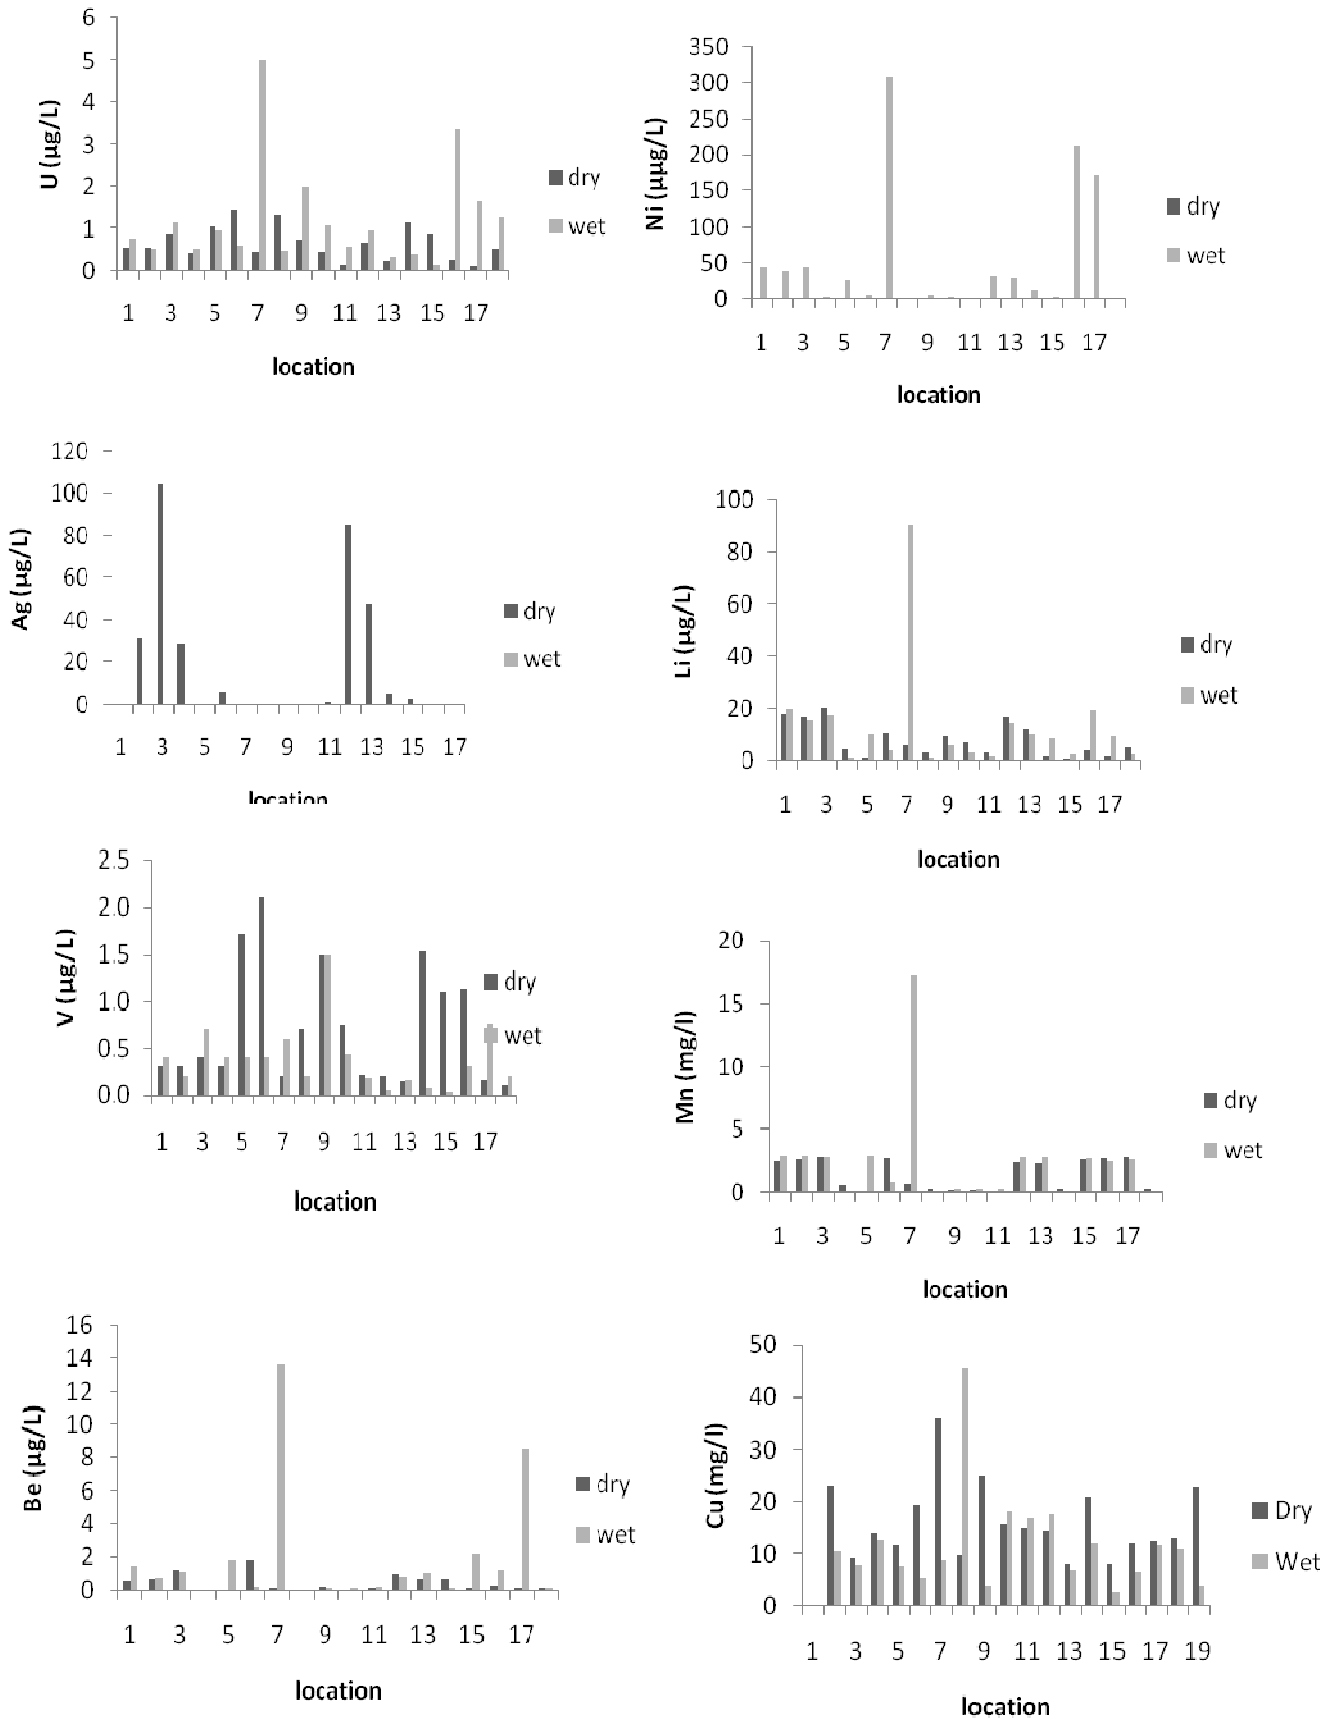 6
5
4
3
2
1
0
U (µg/L)
1 3 5 7 9 11 13 15 17
location
dry
wet
350
300
250
200
150
100
50
0
Ni (µµg/L)
1 3 5 7 9 11 13 15 17
location
dry
wet
120
100
80
60
40
20
0
Ag (µg/L)
1 3 5 7 9 11 13 15 17
location
dry
wet
100
80
60
40
20
0
Li (µg/L)
1 3 5 7 9 11 13 15 17
location
dry
wet
2.5
2.0
1.5
1.0
0.5
0.0
V (µg/L)
1 3 5 7 9 11 13 15 17
location
dry
wet
20
15
10
5
0
Mn (mg/l)
1 3 5 7 9 11 13 15 17
location
dry
wet
16
14
12
10
8
6
4
2
0
Be (µg/L)
1 3 5 7 9 11 13 15 17
location
dry
wet
50
40
30
20
10
0
Cu (mg/l)
1 3 5 7 9 11 13 15 17 19
location
Dry
Wet